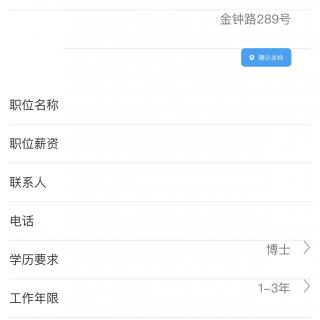 金钟路289号
确认坐标
职位名称
职位薪资
联系人
电话
博士
学历要求
1-3年
工作年限